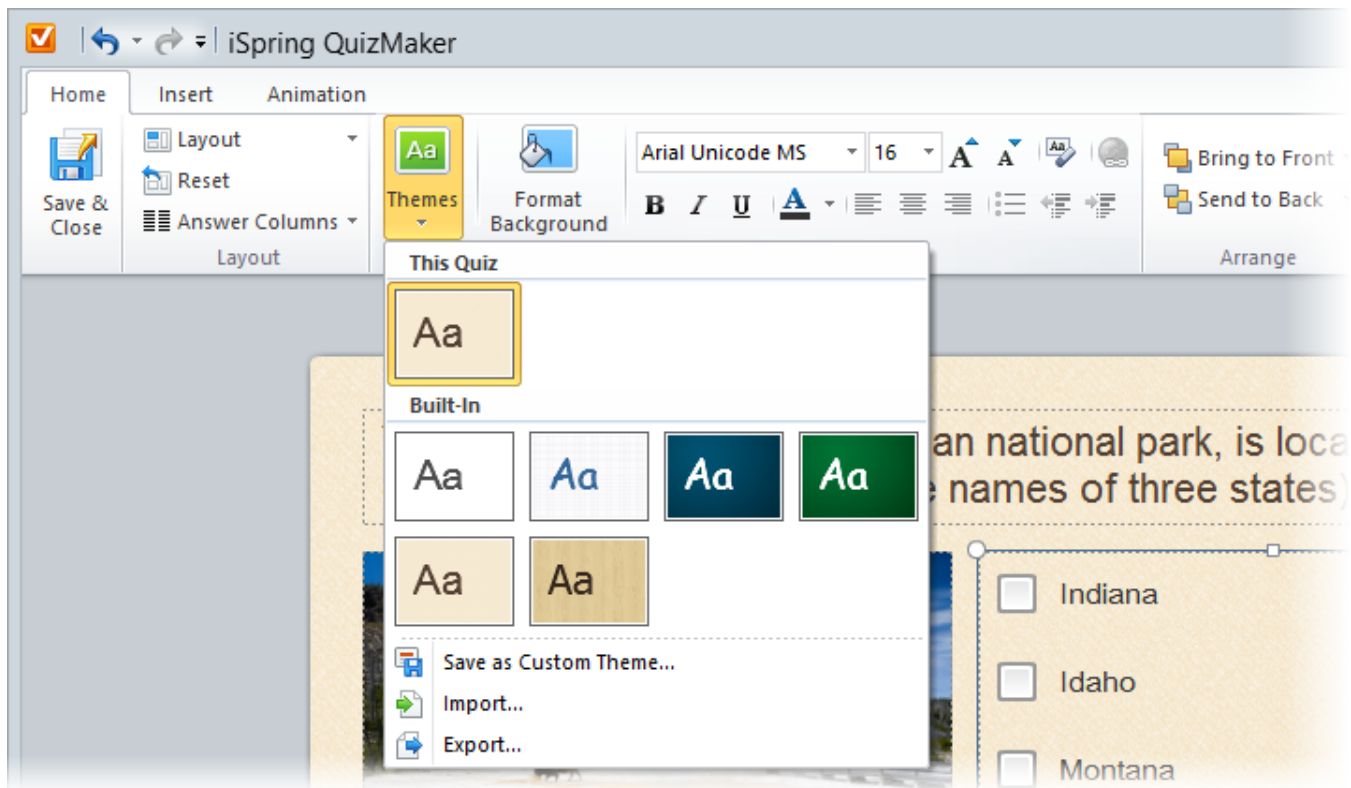 iSpring QuizMaker
Home Insert Animation
Save & Close
Layout
Reset
Answer Columns
Layout
Aa
Themes
Format Background
Arial Unicode MS 16 A A Aa
B I U A
Bring to Front
Send to Back
Arrange
This Quiz
Aa
Built-In
Aa Aa Aa Aa
Aa Aa
Save as Custom Theme...
Import...
Export...
an national park, is loca
names of three states)
Indiana
Idaho
Montana